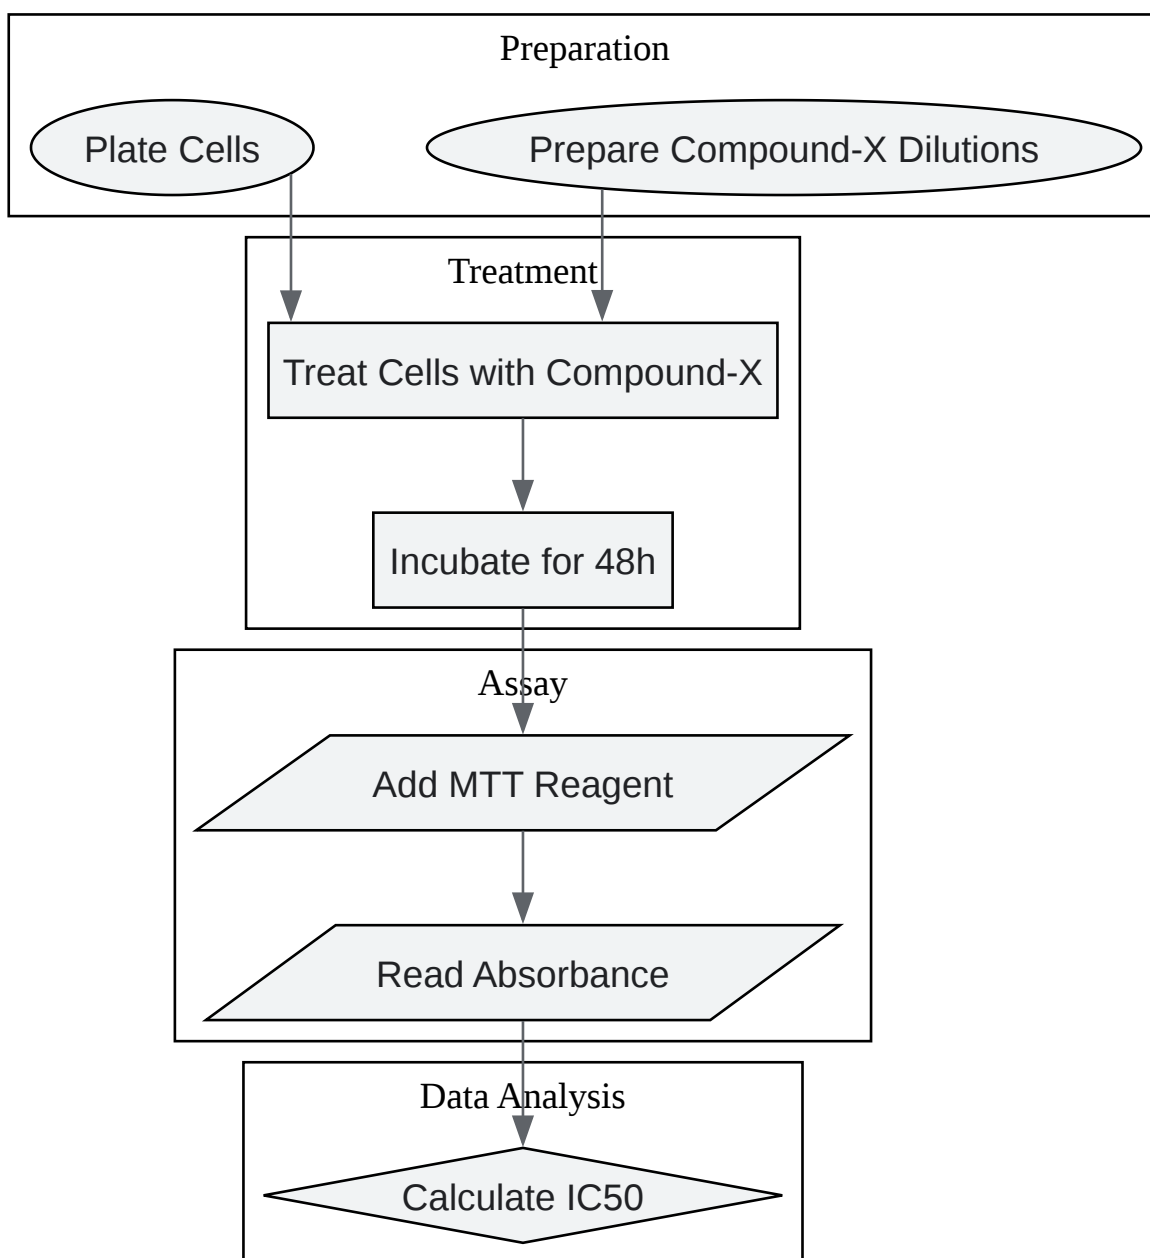 Preparation
Plate Cells
Prepare Compound-X Dilutions
Treatment
Treat Cells with Compound-X
Incubate for 48h
Assay
Add MTT Reagent
Read Absorbance
Data Analysis
Calculate IC50